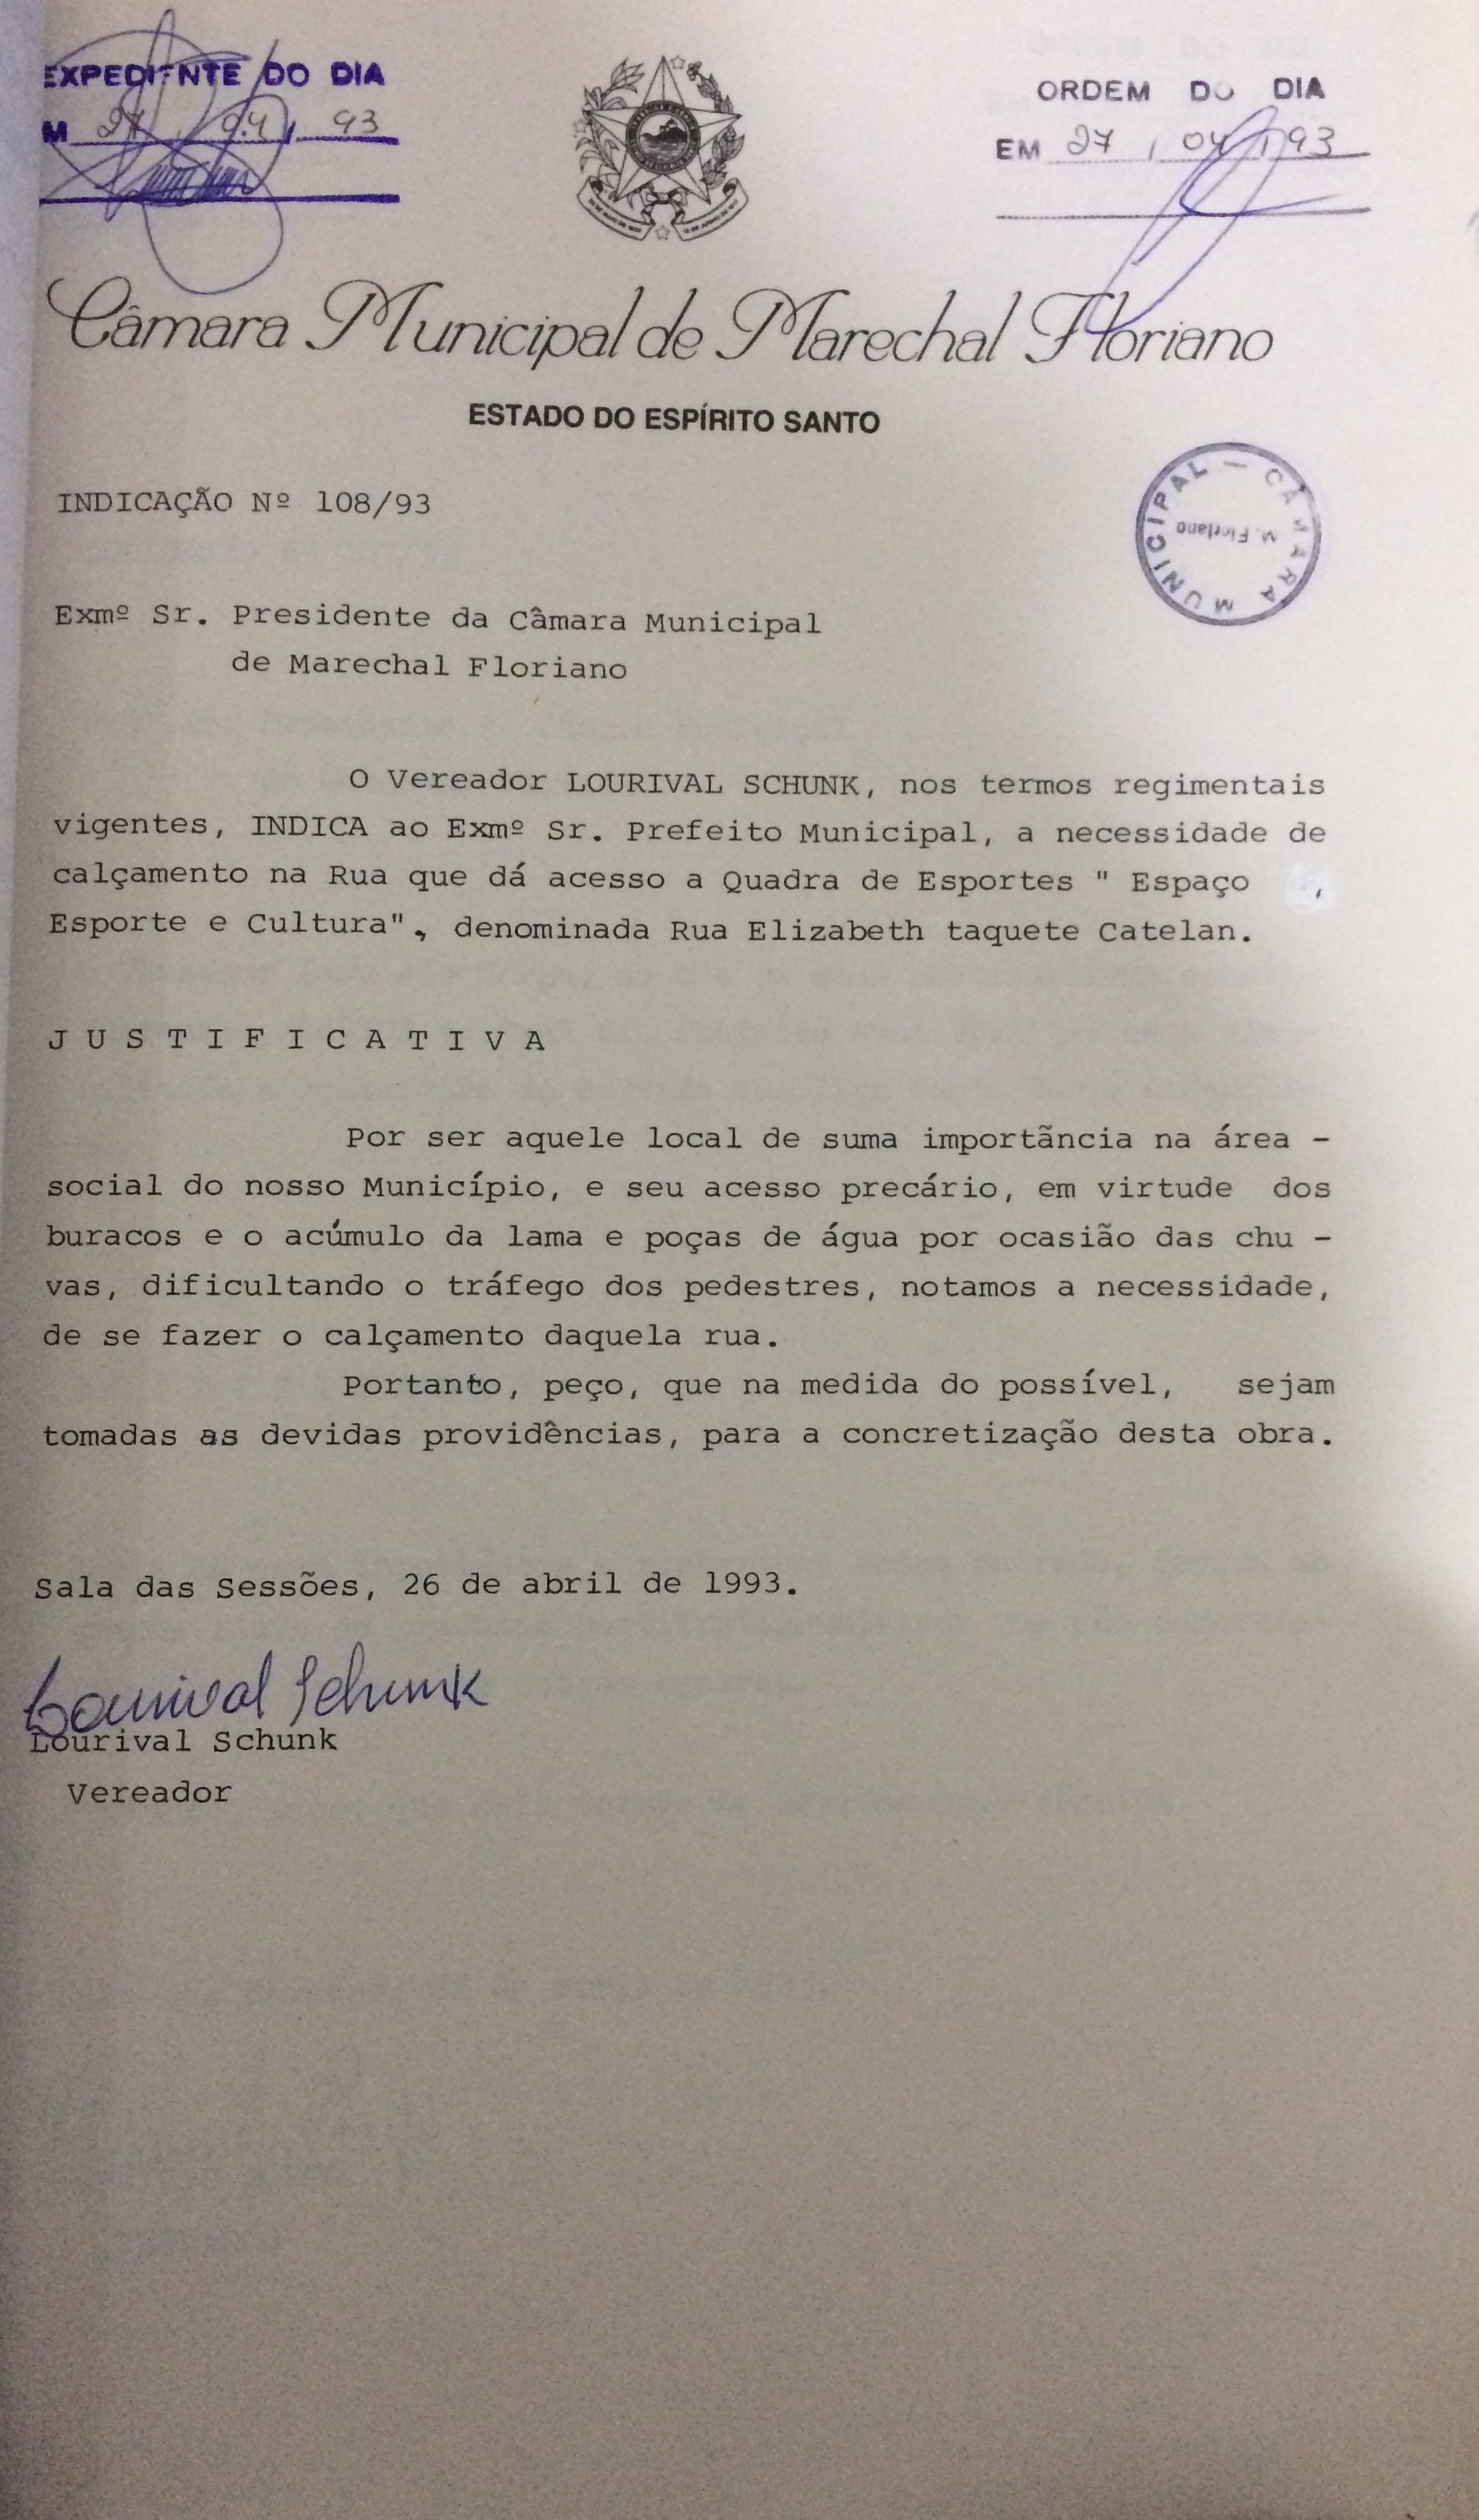 EXPEDIENTE DO DIA
M 27 / 04 / 93
ORDEM DO DIA
EM 27 / 04 / 93
Câmara Municipal de Marechal Floriano
ESTADO DO ESPÍRITO SANTO
CÂMARA MUNICIPAL —
M. Floriano
INDICAÇÃO Nº 108/93
Exmº Sr. Presidente da Câmara Municipal
de Marechal Floriano
O Vereador LOURIVAL SCHUNK, nos termos regimentais
vigentes, INDICA ao Exmº Sr. Prefeito Municipal, a necessidade de
calçamento na Rua que dá acesso a Quadra de Esportes " Espaço ,
Esporte e Cultura", denominada Rua Elizabeth taquete Catelan.
J U S T I F I C A T I V A
Por ser aquele local de suma importãncia na área -
social do nosso Município, e seu acesso precário, em virtude dos
buracos e o acúmulo da lama e poças de água por ocasião das chu -
vas, dificultando o tráfego dos pedestres, notamos a necessidade,
de se fazer o calçamento daquela rua.
Portanto, peço, que na medida do possível, sejam
tomadas as devidas providências, para a concretização desta obra.
Sala das Sessões, 26 de abril de 1993.
Lourival Schunk
Lourival Schunk
Vereador